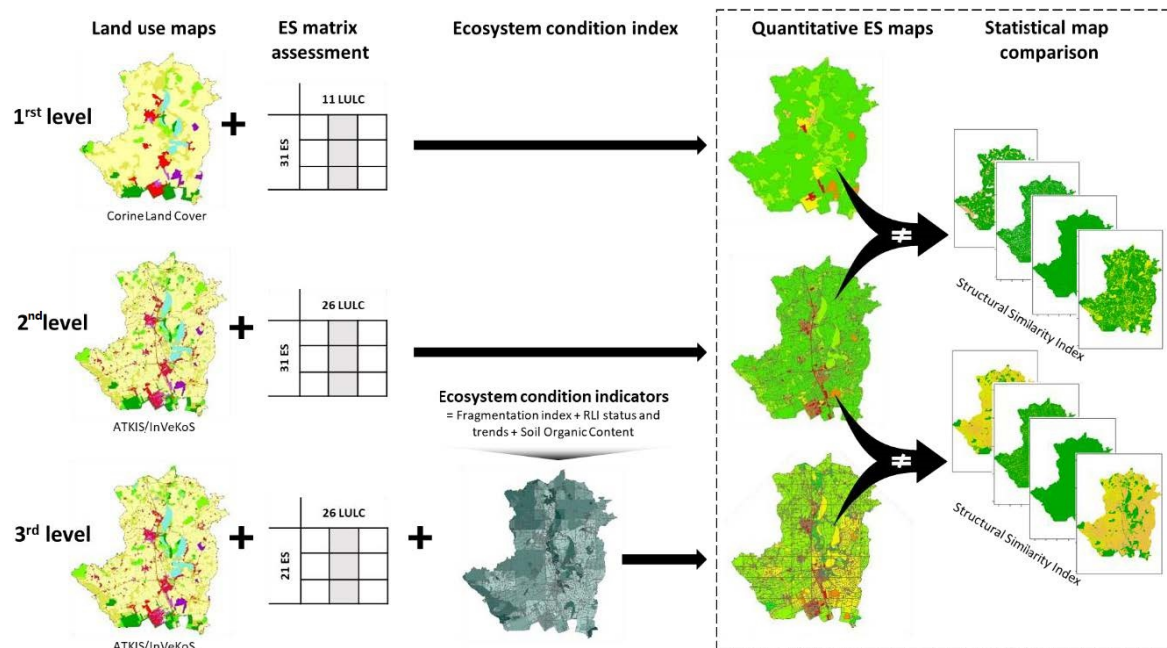 Land use maps
ES matrix
assessment
Ecosystem condition index
Quantitative ES maps
Statistical map
comparison
1rst level
+
11 LULC
31 ES
Corine Land Cover
≠
Structural Similarity Index
2nd level
+
26 LULC
31 ES
ATKIS/InVeKoS
Ecosystem condition indicators
= Fragmentation index + RLI status and
trends + Soil Organic Content
≠
Structural Similarity Index
3rd level
+
26 LULC
21 ES
+
ATKIS/InVeKoS